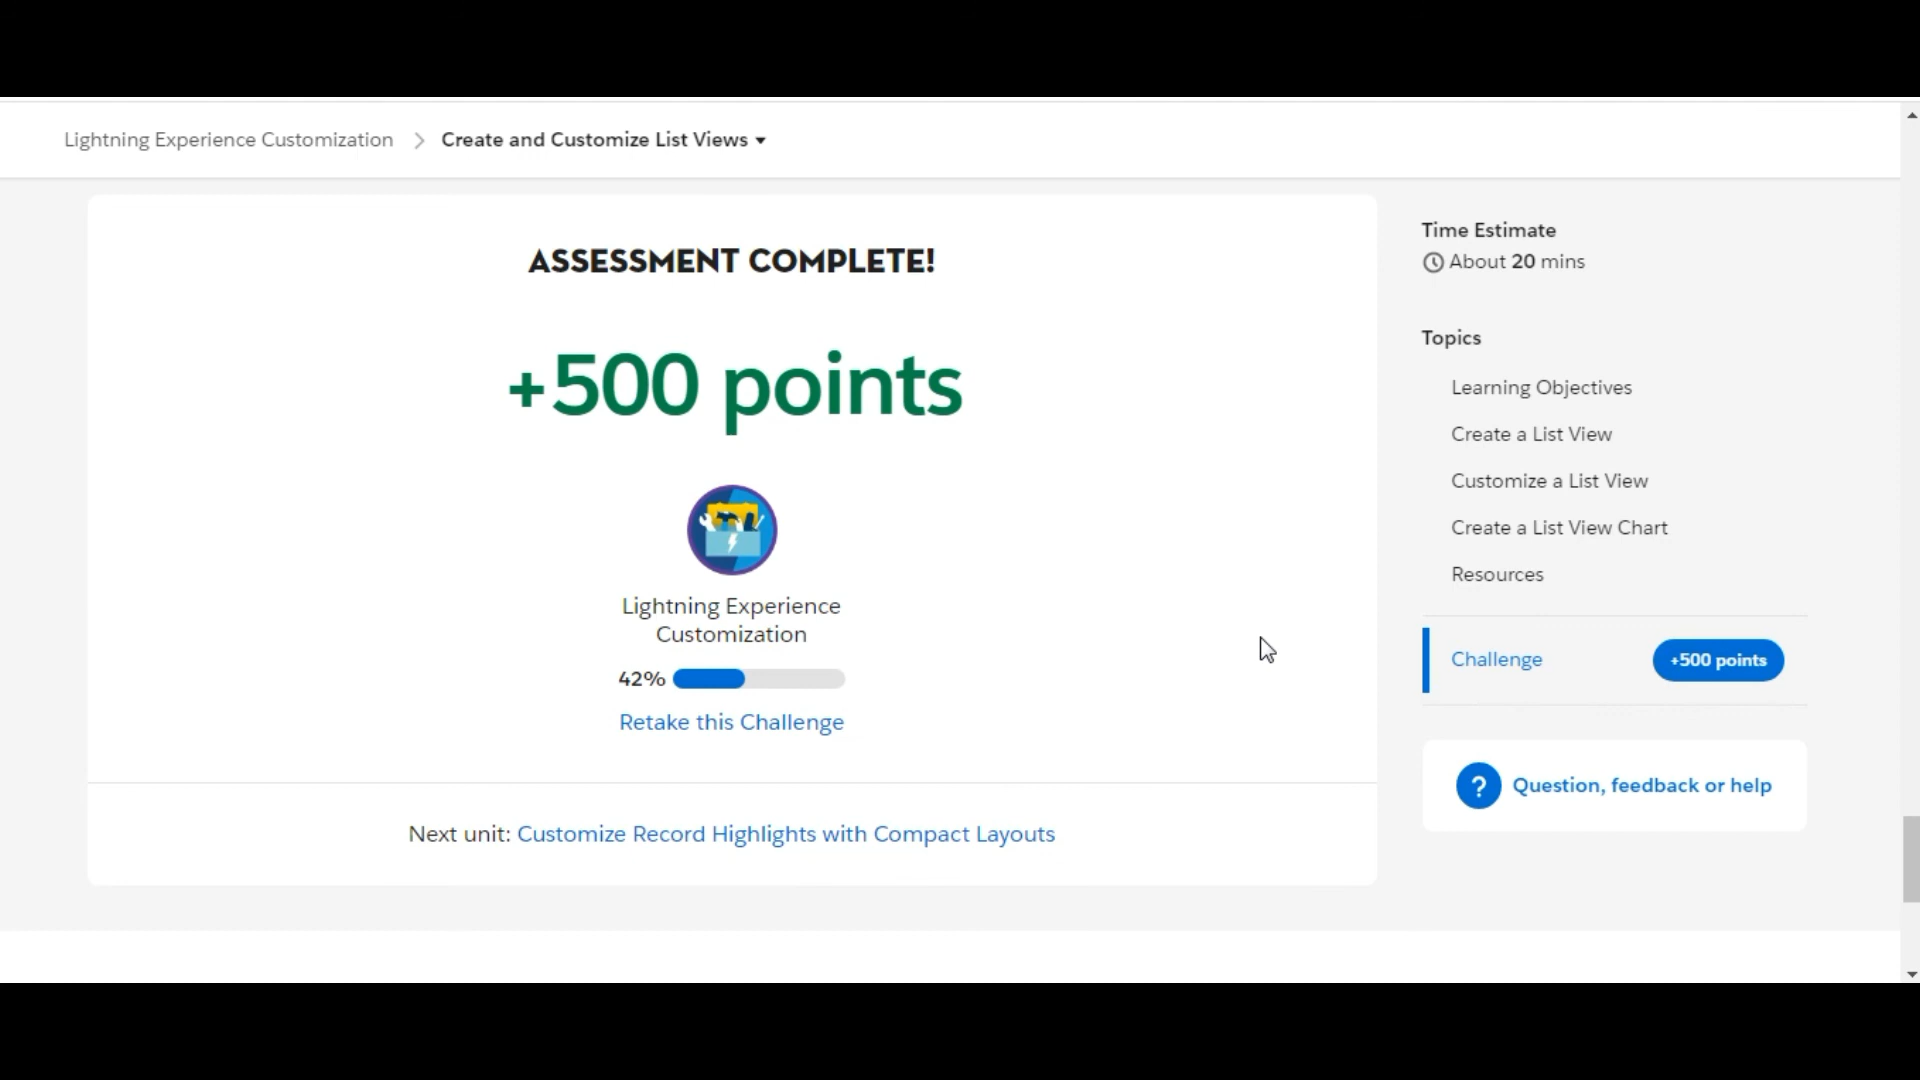 Lightning Experience Customization > Create and Customize List Views
ASSESSMENT COMPLETE!
+500 points
Lightning Experience
Customization
42%
Retake this Challenge
Next unit: Customize Record Highlights with Compact Layouts
Time Estimate
About 20 mins
Topics
Learning Objectives
Create a List View
Customize a List View
Create a List View Chart
Resources
Challenge +500 points
? Question, feedback or help